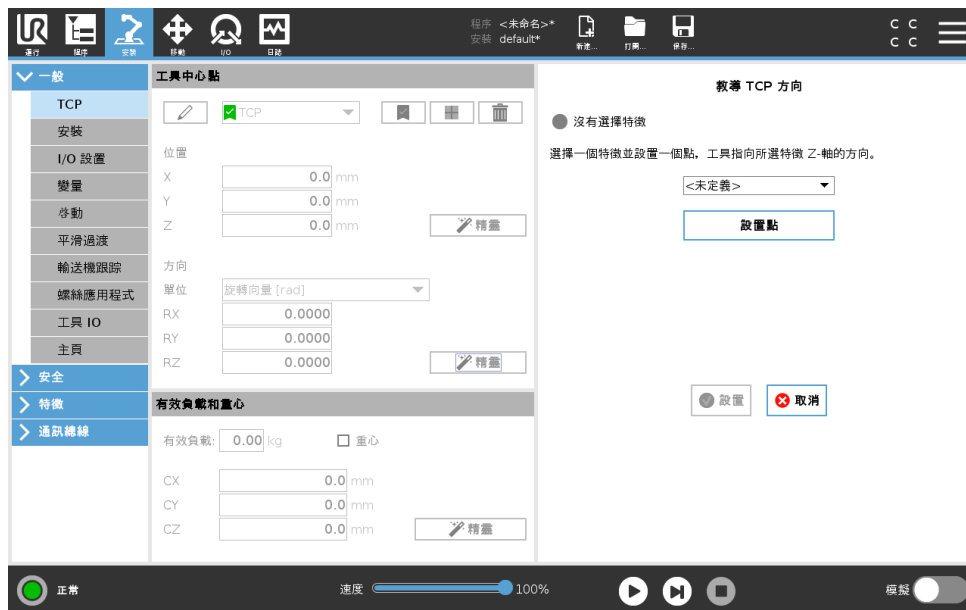 UR
運行
程序
安裝
移動
I/O
日誌
程序 <未命名>*
安裝 default*
新建...
打開...
保存...
C C
C C
一般
TCP
安裝
I/O 設置
變量
啓動
平滑過渡
輸送機跟踪
螺絲應用程式
工具 IO
主頁
安全
特徵
通訊總線
工具中心點
TCP
位置
X 0.0 mm
Y 0.0 mm
Z 0.0 mm
精靈
方向
單位 旋轉向量 [rad]
RX 0.0000
RY 0.0000
RZ 0.0000
精靈
有效負載和重心
有效負載: 0.00 kg
重心
CX 0.0 mm
CY 0.0 mm
CZ 0.0 mm
精靈
教導 TCP 方向
沒有選擇特徵
選擇一個特徵並設置一個點，工具指向所選特徵 Z-軸的方向。
<未定義>
設置點
設置
取消
正常
速度
100%
模擬